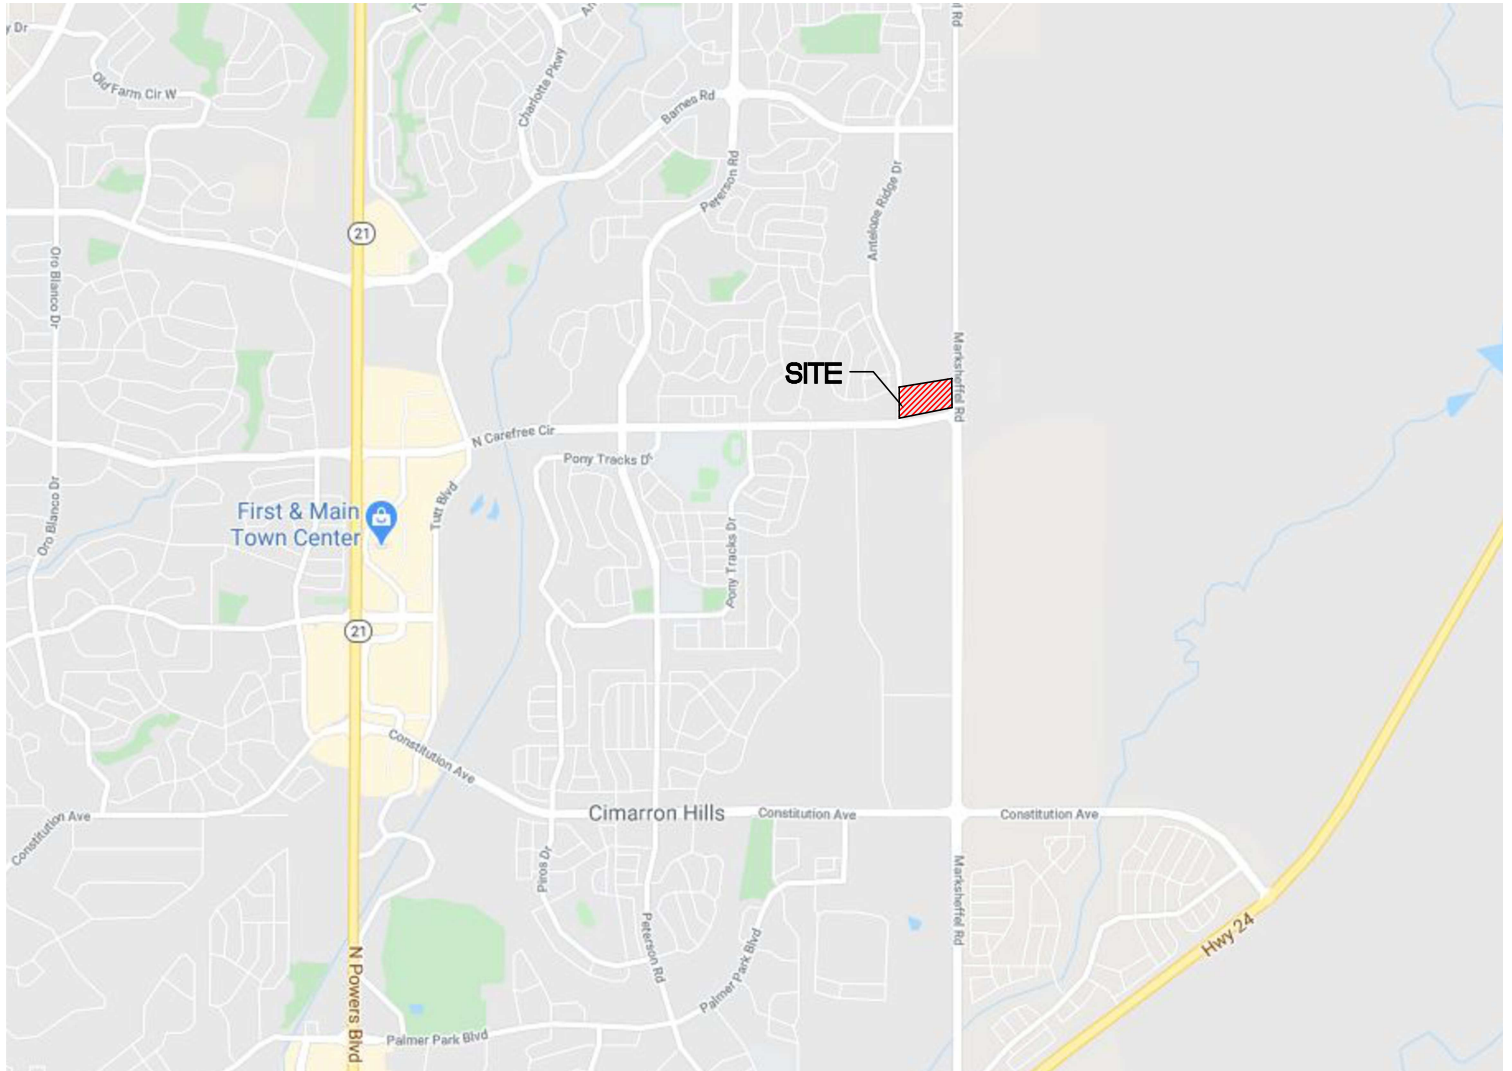 y Dr
Old Farm Cir W
Charlotta Pkwy
Barnes Rd
l Rd
Peterson Rd
Antelope Ridge Dr
21
Oro Blanco Dr
Marksheffel Rd
SITE
N Carefree Cir
Pony Tracks Dr
Oro Blanco Dr
Tutt Blvd
First & Main
Town Center
Pony Tracks Dr
21
Constitution Ave
Cimarron Hills
Constitution Ave
Constitution Ave
Constitution Ave
Piros Dr
Marksheffel Rd
Peterson Rd
Hwy 24
Palmer Park Blvd
N Powers Blvd
Palmer Park Blvd